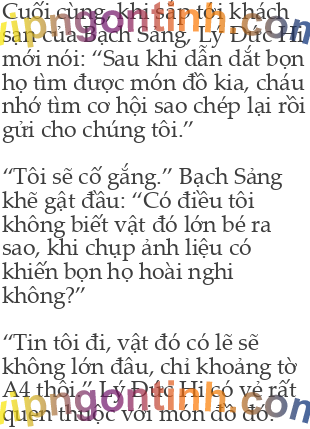 Cuối cùng, khi sắp tới khách
sạn của Bạch Sảng, Lý Đức Hi
mới nói: “Sau khi dẫn dắt bọn
họ tìm được món đồ kia, cháu
nhớ tìm cơ hội sao chép lại rồi
gửi cho chúng tôi.”
“Tôi sẽ cố gắng.” Bạch Sảng
khẽ gật đầu: “Có điều tôi
không biết vật đó lớn bé ra
sao, khi chụp ảnh liệu có
khiến bọn họ hoài nghi
không?”
“Tin tôi đi, vật đó có lẽ sẽ
không lớn đâu, chỉ khoảng tờ
A4 thôi.” Lý Đức Hi có vẻ rất
quen thuộc với món đồ đó.
vipngontinh.com
vipngontinh.com